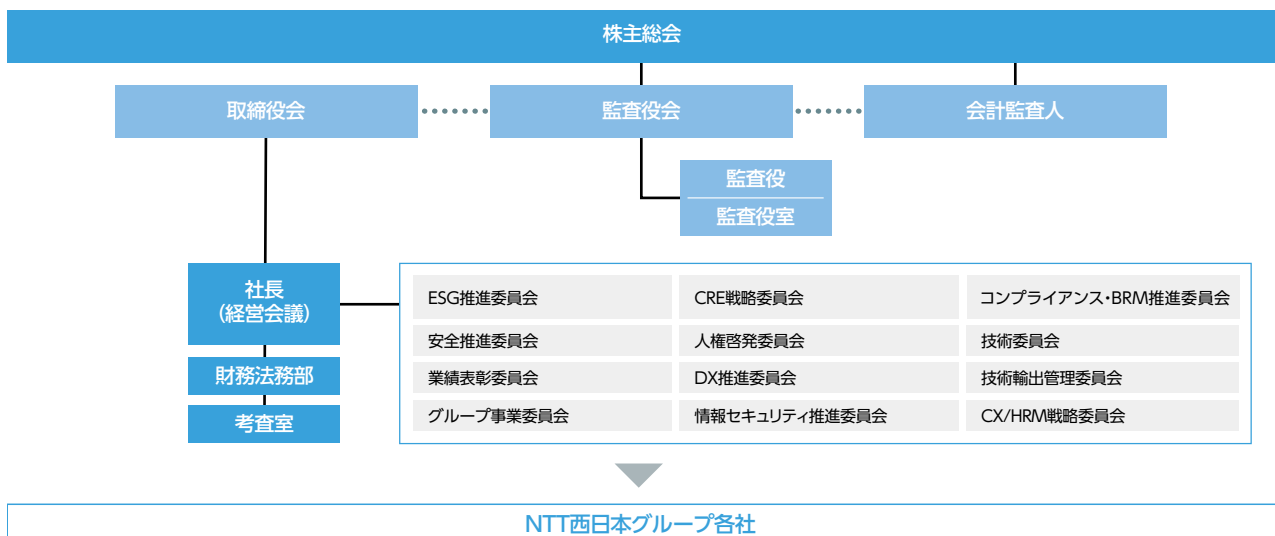 株主総会
取締役会
監査役会
会計監査人
監査役
監査役室
社長
(経営会議)
財務法務部
考査室
ESG推進委員会
CRE戦略委員会
コンプライアンス・BRM推進委員会
安全推進委員会
人権啓発委員会
技術委員会
業績表彰委員会
DX推進委員会
技術輸出管理委員会
グループ事業委員会
情報セキュリティ推進委員会
CX/HRM戦略委員会
NTT西日本グループ各社